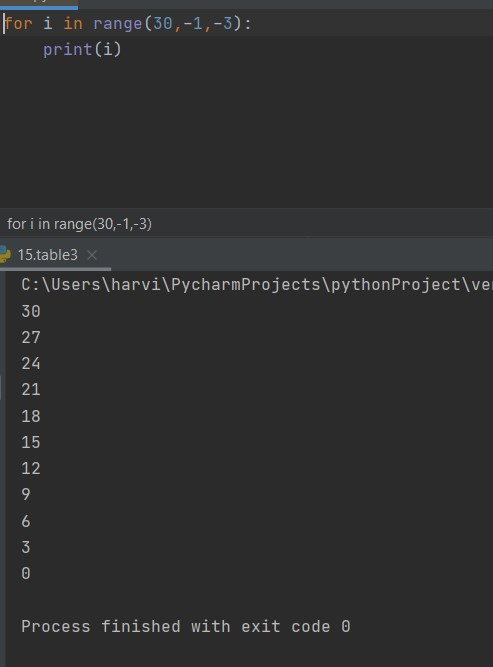 for i in range(30,-1,-3):
    print(i)
for i in range(30,-1,-3)
15.table3
C:\Users\harvi\PycharmProjects\pythonProject\
30
27
24
21
18
15
12
9
6
3
0
Process finished with exit code 0